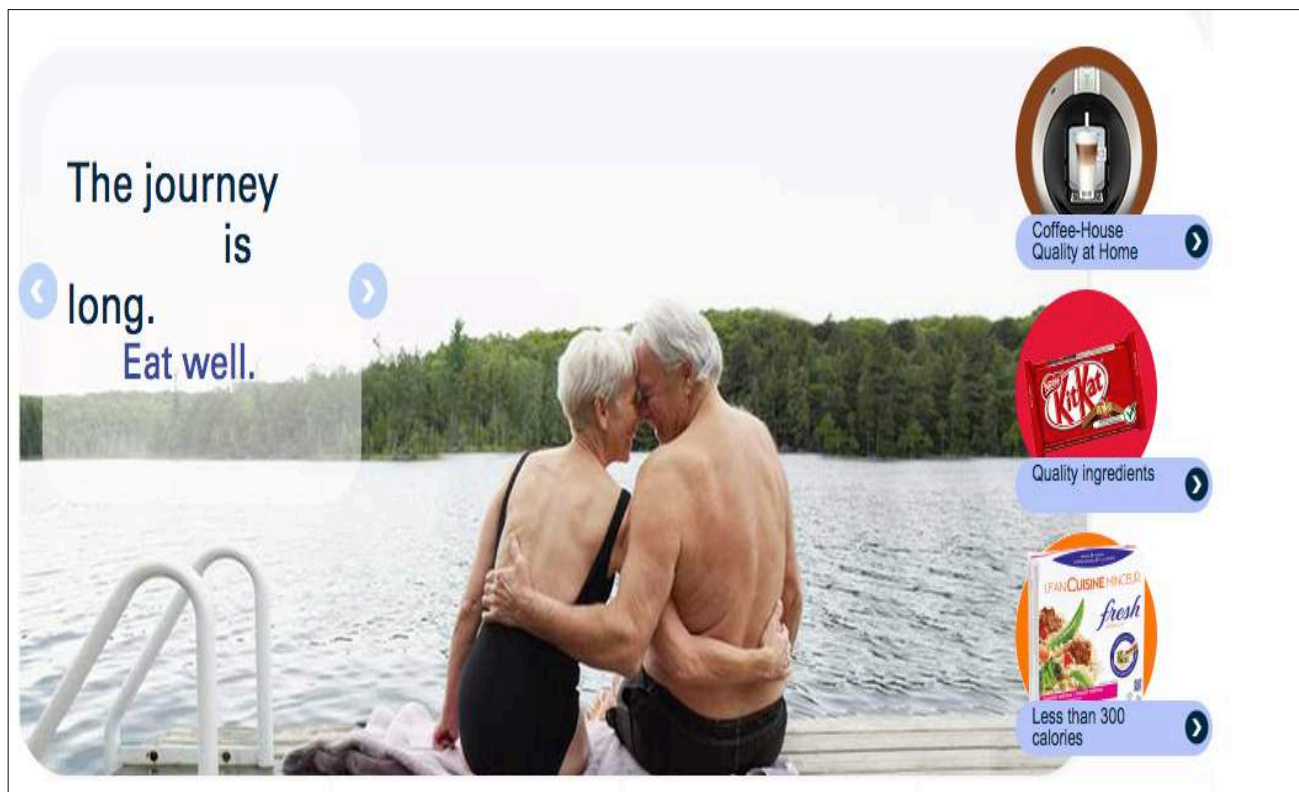 The journey
is
long.
Eat well.
Coffee-House
Quality at Home
Nestlé
KitKat
Quality ingredients
LEAN CUISINE MINCEUR
fresh
Less than 300
calories